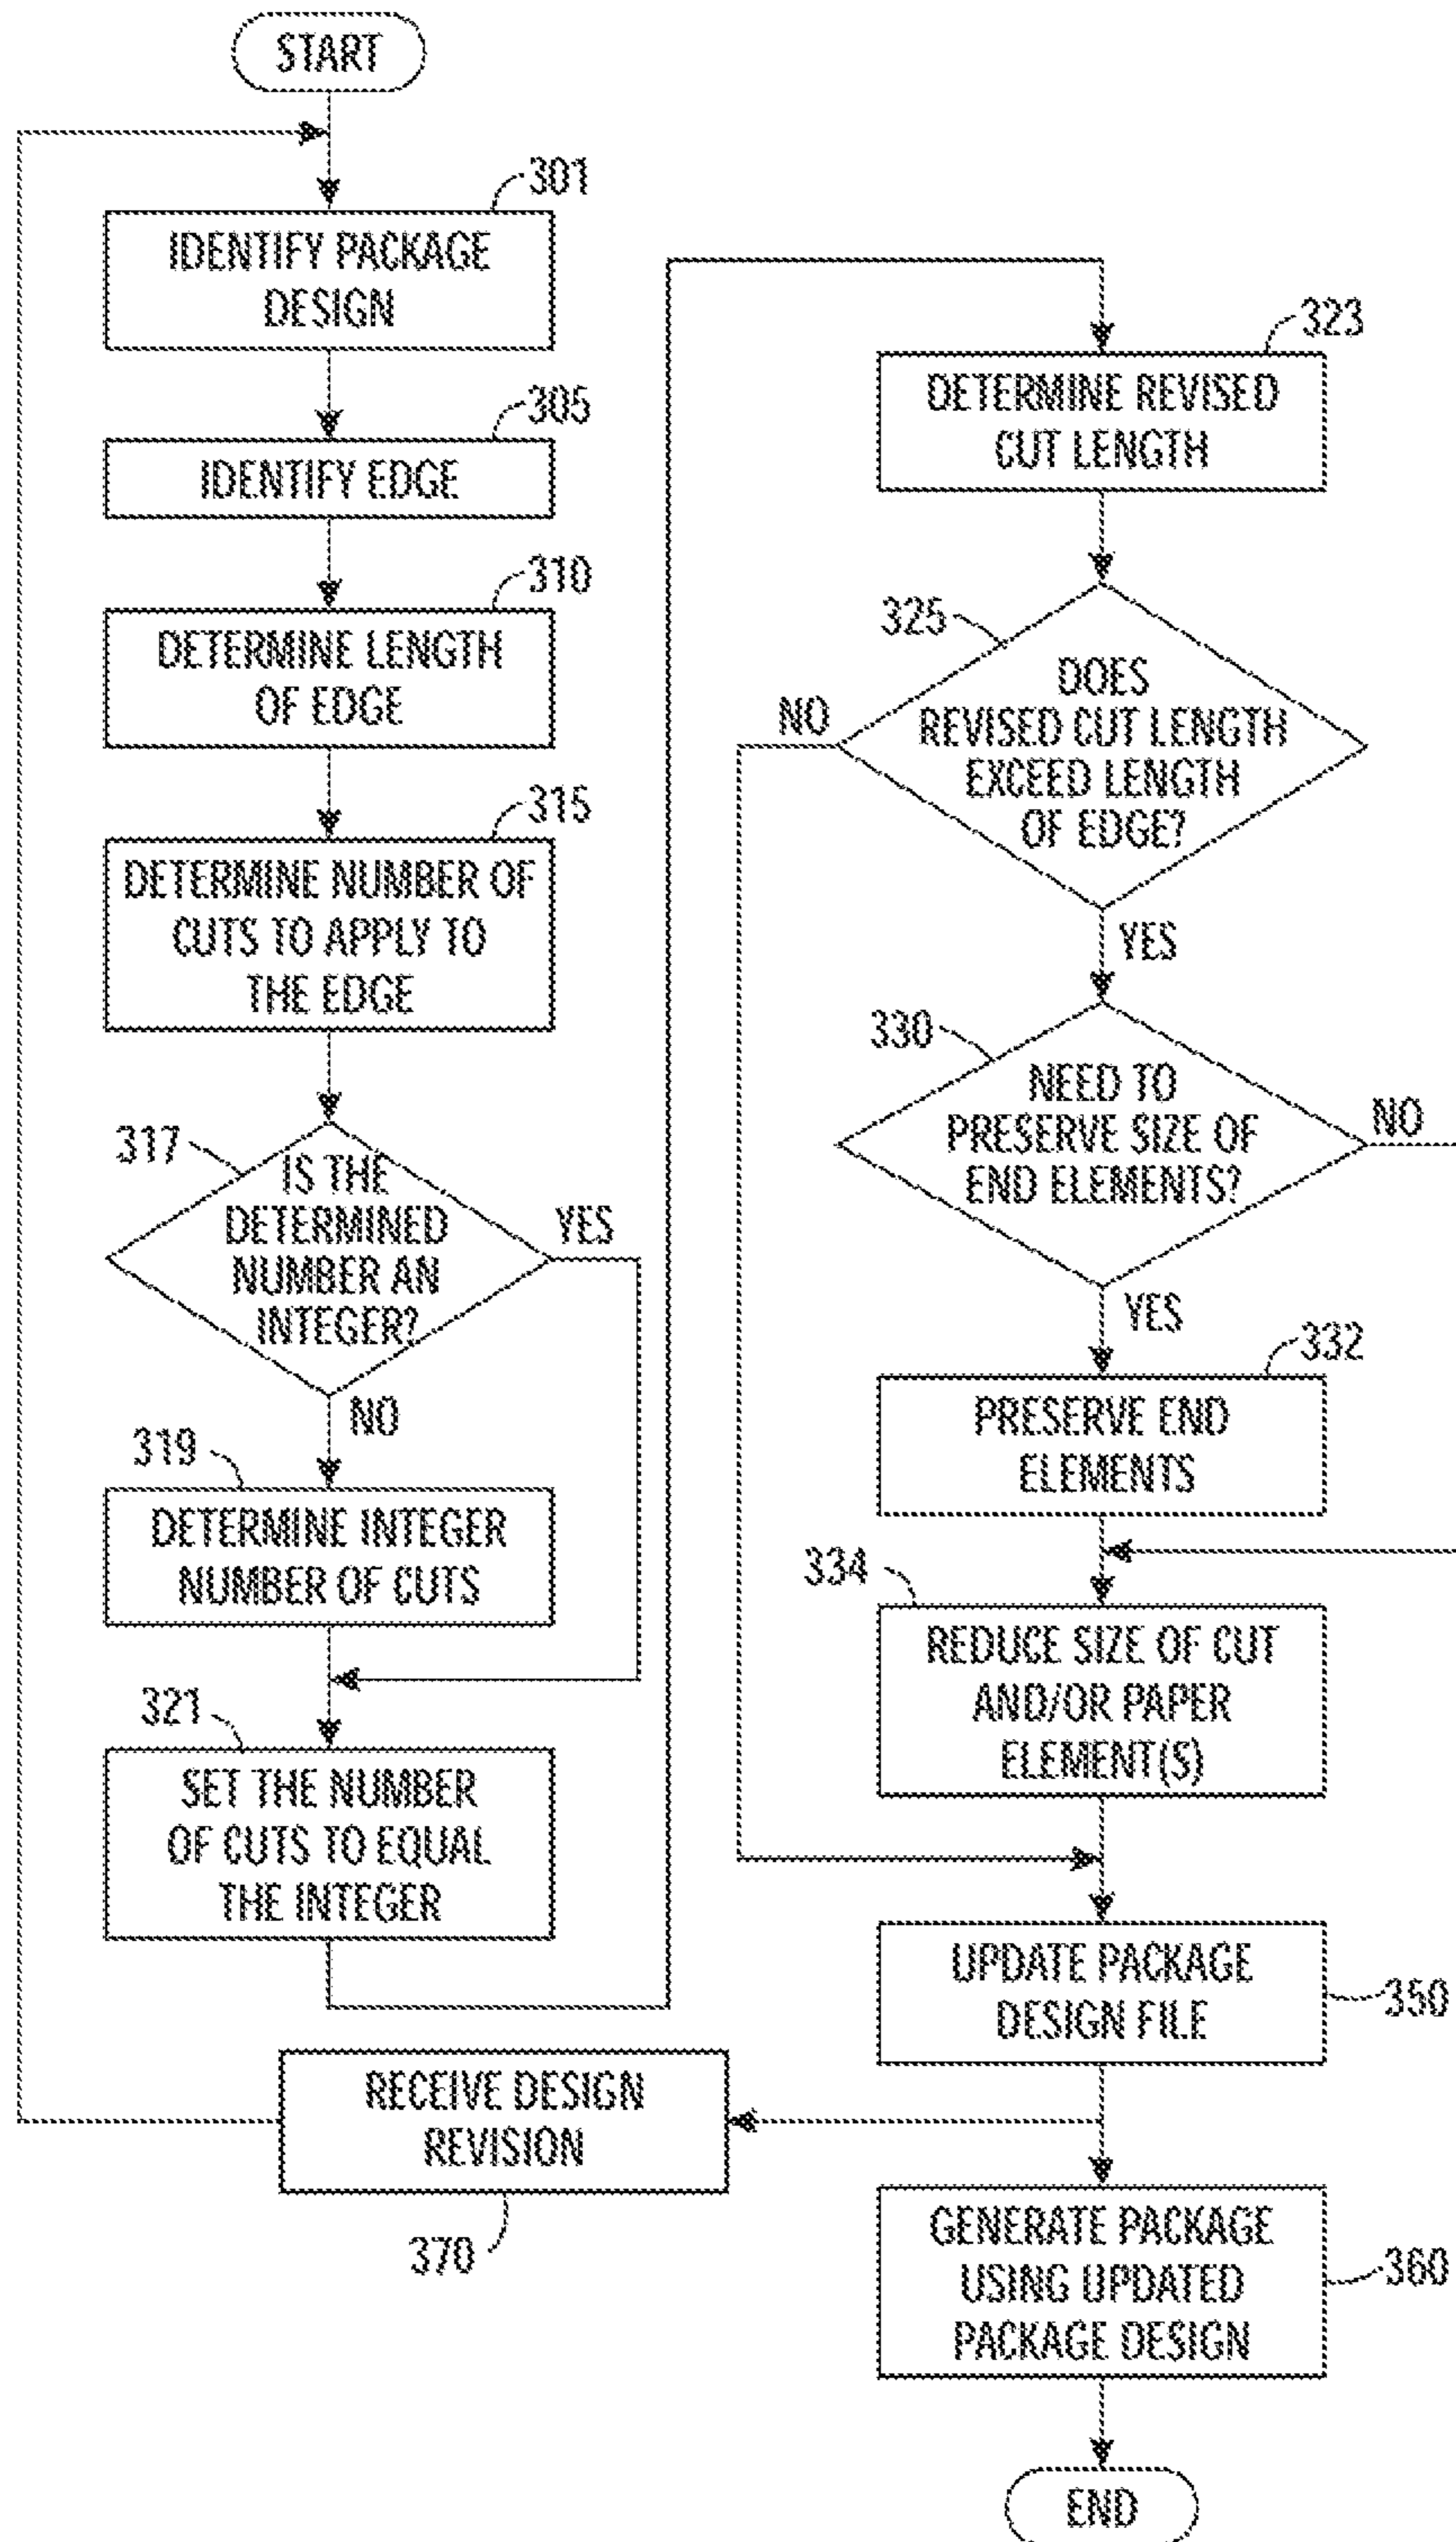 START
301
IDENTIFY PACKAGE
DESIGN
305
IDENTIFY EDGE
310
DETERMINE LENGTH
OF EDGE
315
DETERMINE NUMBER OF
CUTS TO APPLY TO
THE EDGE
317
IS THE
DETERMINED
NUMBER AN
INTEGER?
YES
NO
319
DETERMINE INTEGER
NUMBER OF CUTS
321
SET THE NUMBER
OF CUTS TO EQUAL
THE INTEGER
323
DETERMINE REVISED
CUT LENGTH
325
DOES
REVISED CUT LENGTH
EXCEED LENGTH
OF EDGE?
NO
YES
330
NEED TO
PRESERVE SIZE OF
END ELEMENTS?
NO
YES
332
PRESERVE END
ELEMENTS
334
REDUCE SIZE OF CUT
AND/OR PAPER
ELEMENT(S)
UPDATE PACKAGE
DESIGN FILE
350
RECEIVE DESIGN
REVISION
370
GENERATE PACKAGE
USING UPDATED
PACKAGE DESIGN
360
END